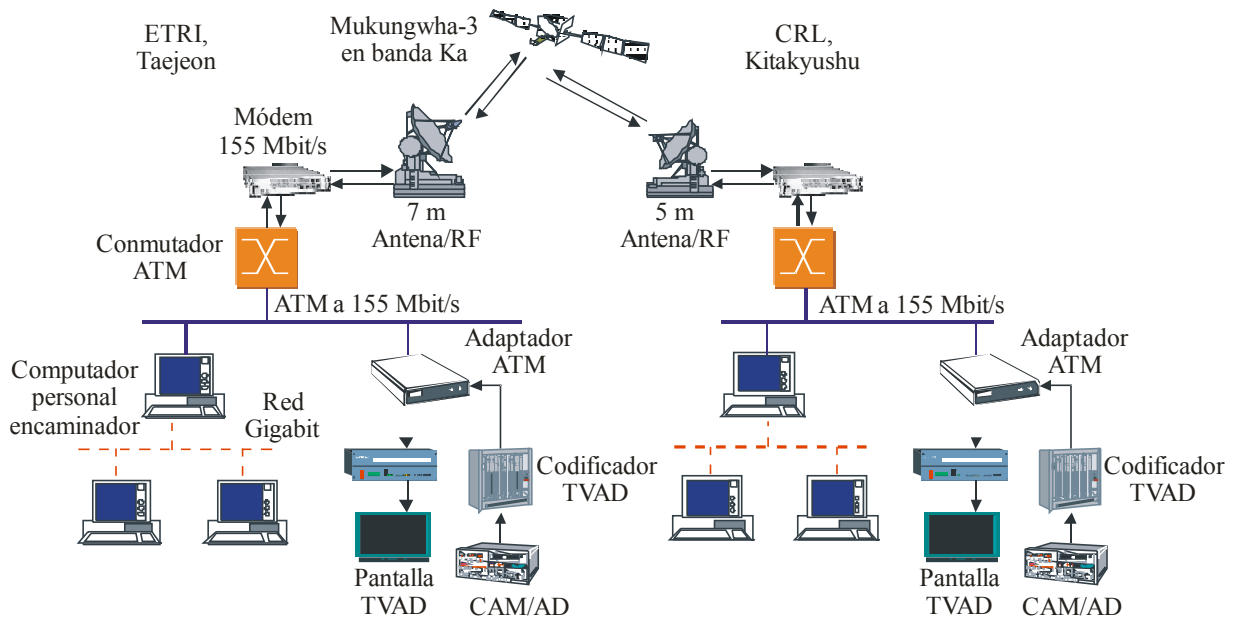 ETRI,
Taejeon
Mukungwha-3
en banda Ka
CRL,
Kitakyushu
Módem
155 Mbit/s
7 m
Antena/RF
5 m
Antena/RF
Conmutador
ATM
ATM a 155 Mbit/s
ATM a 155 Mbit/s
Computador
personal
encaminador
Red
Gigabit
Adaptador
ATM
Adaptador
ATM
Codificador
TVAD
Codificador
TVAD
Pantalla
TVAD
CAM/AD
Pantalla
TVAD
CAM/AD